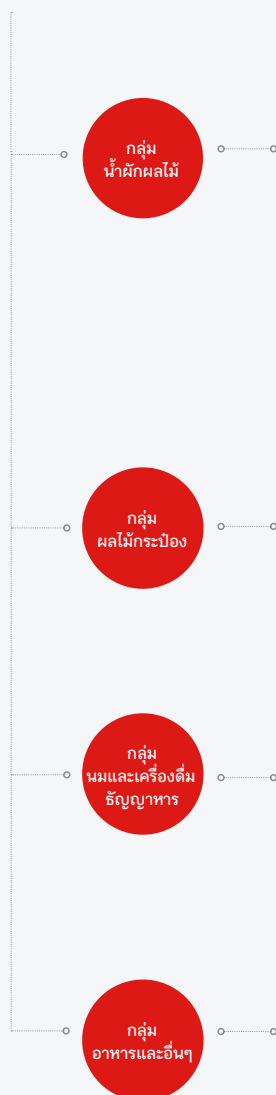 กลุ่ม
น้ำผักผลไม้
กลุ่ม
ผลไม้กระป๋อง
กลุ่ม
นมและเครื่องดื่ม
ธัญญาหาร
กลุ่ม
อาหารและอื่นๆ